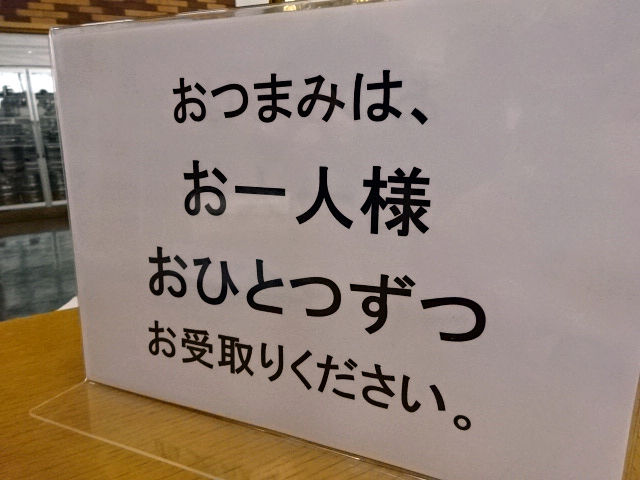 おつまみは、
お一人様
おひとつずつ
お受取りください。